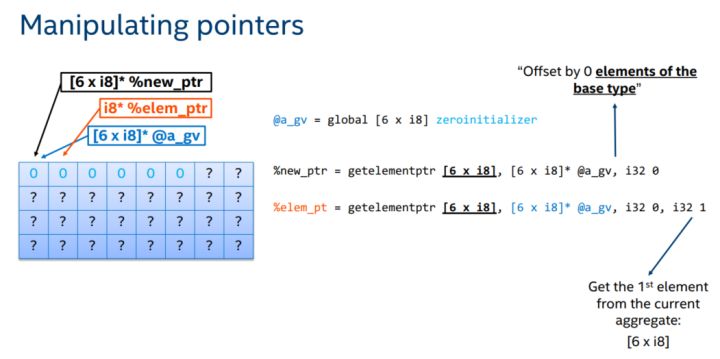 Manipulating pointers
[6 x i8]* %new_ptr
i8* %elem_ptr
[6 x i8]* @a_gv
0 0 0 0 0 0 ? ?
? ? ? ? ? ? ? ?
? ? ? ? ? ? ? ?
? ? ? ? ? ? ? ?
“Offset by 0 elements of the
base type”
@a_gv = global [6 x i8] zeroinitializer
%new_ptr = getelementptr [6 x i8], [6 x i8]* @a_gv, i32 0
%elem_pt = getelementptr [6 x i8], [6 x i8]* @a_gv, i32 0, i32 1
Get the 1st element
from the current
aggregate:
[6 x i8]